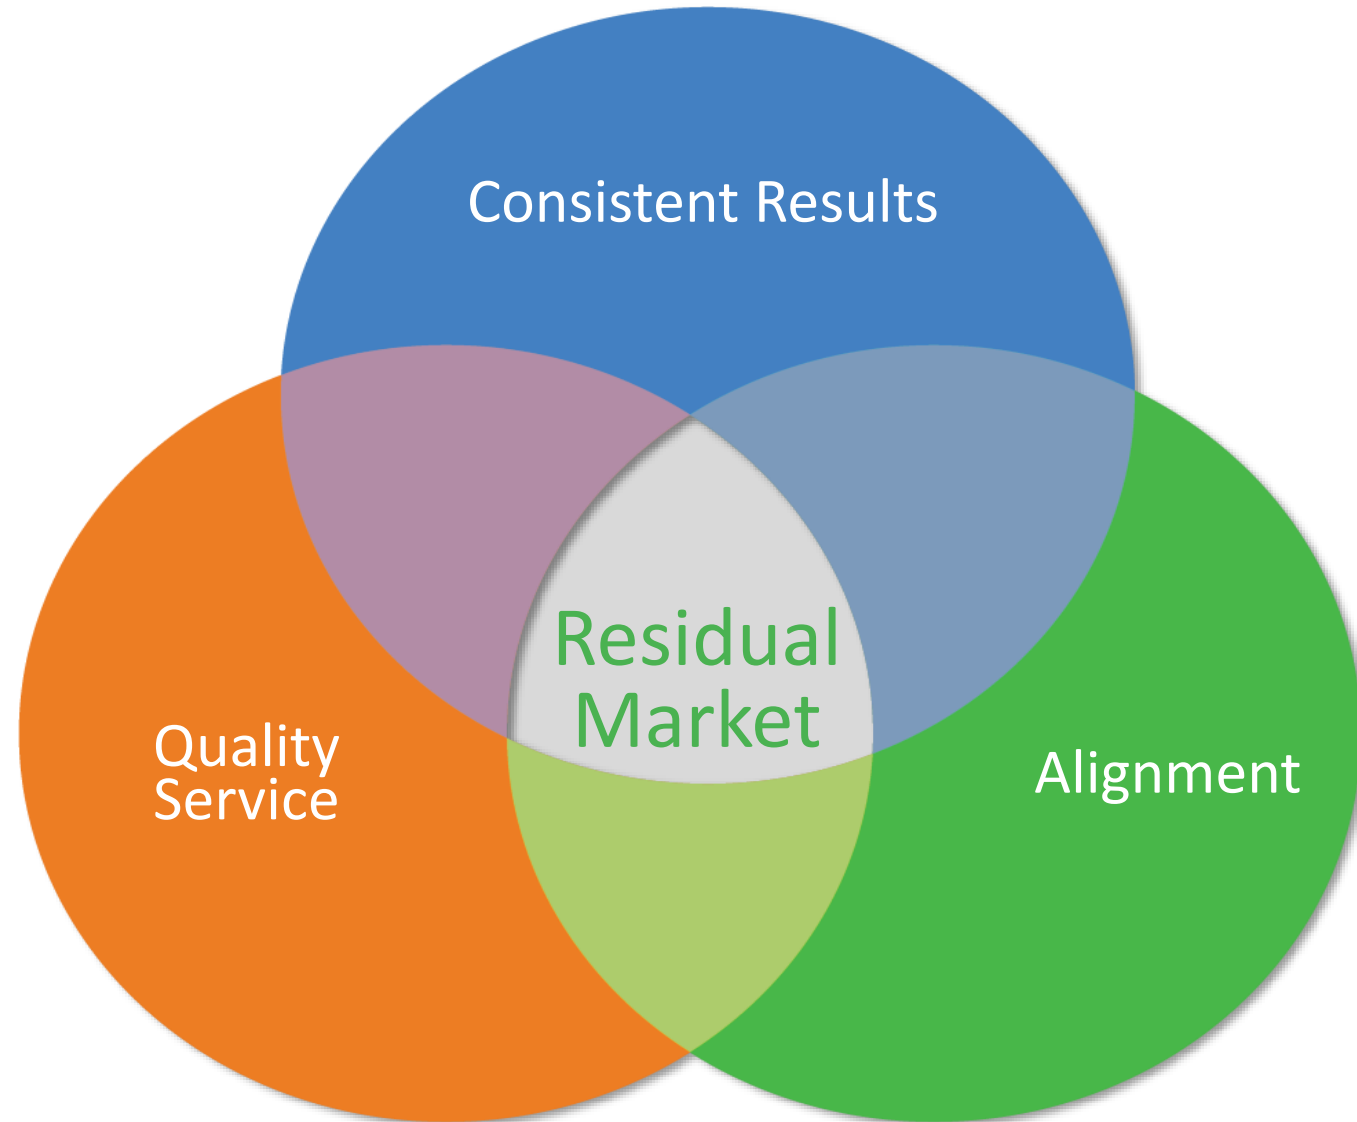 Consistent Results
Residual
Market
Quality
Service
Alignment